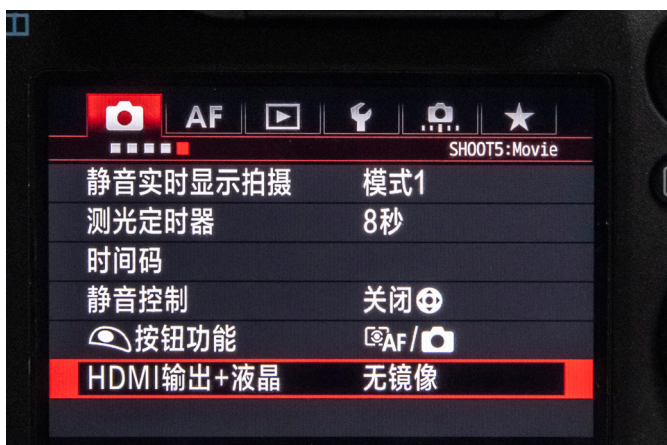 AF
SHOOT5:Movie
静音实时显示拍摄 模式1
测光定时器 8秒
时间码
静音控制 关闭
按钮功能 AF/
HDMI输出+液晶 无镜像